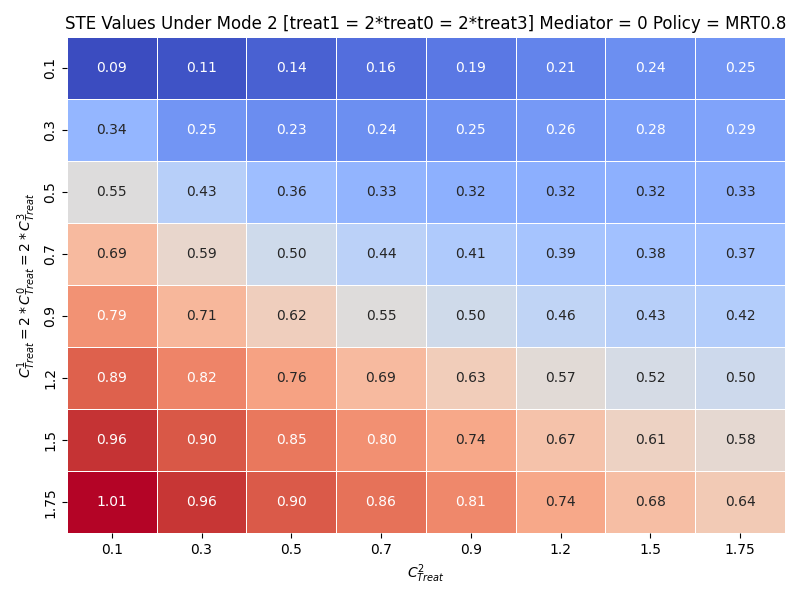 STE Values Under Mode 2 [treat1 = 2*treat0 = 2*treat3] Mediator = 0 Policy = MRT0.8
C^1_{Treat} = 2 * C^0_{Treat} = 2 * C^3_{Treat}
0.1 0.09 0.11 0.14 0.16 0.19 0.21 0.24 0.25
0.3 0.34 0.25 0.23 0.24 0.25 0.26 0.28 0.29
0.5 0.55 0.43 0.36 0.33 0.32 0.32 0.32 0.33
0.7 0.69 0.59 0.50 0.44 0.41 0.39 0.38 0.37
0.9 0.79 0.71 0.62 0.55 0.50 0.46 0.43 0.42
1.2 0.89 0.82 0.76 0.69 0.63 0.57 0.52 0.50
1.5 0.96 0.90 0.85 0.80 0.74 0.67 0.61 0.58
1.75 1.01 0.96 0.90 0.86 0.81 0.74 0.68 0.64
0.1 0.3 0.5 0.7 0.9 1.2 1.5 1.75
C^2_{Treat}